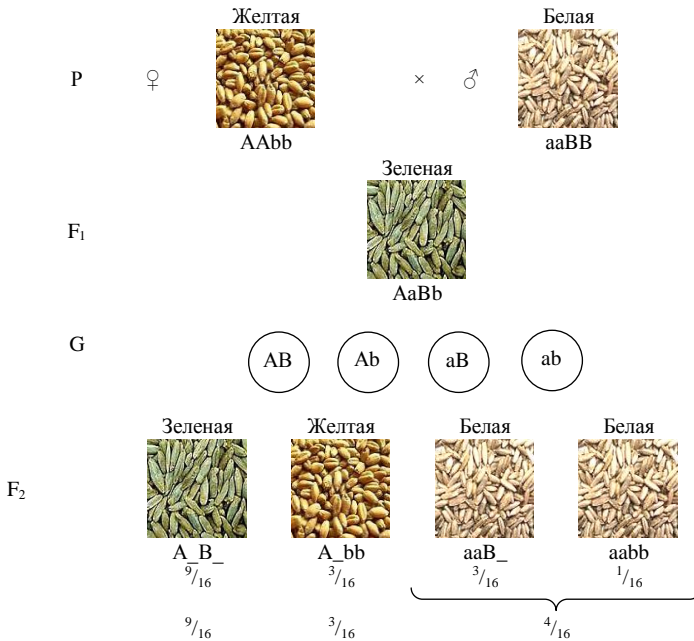 Желтая Белая
P ♀ × ♂
AAbb aaBB
Зеленая
F₁
AaBb
G AB Ab aB ab
Зеленая Желтая Белая Белая
F₂
A_B_ A_bb aaB_ aabb
9/16 3/16 3/16 1/16
9/16 3/16 4/16